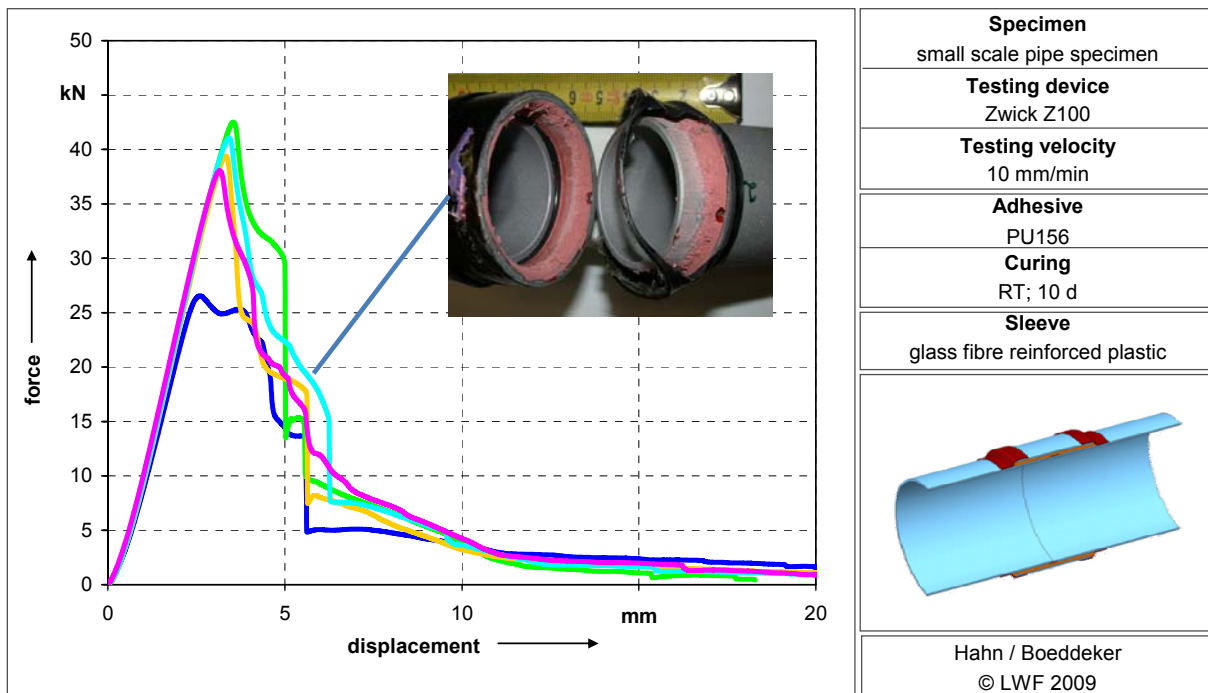 50
kN
45
40
35
30
25
20
15
10
5
0
force
0
5
10
mm
20
displacement
Specimen
small scale pipe specimen
Testing device
Zwick Z100
Testing velocity
10 mm/min
Adhesive
PU156
Curing
RT; 10 d
Sleeve
glass fibre reinforced plastic
Hahn / Boeddeker
© LWF 2009